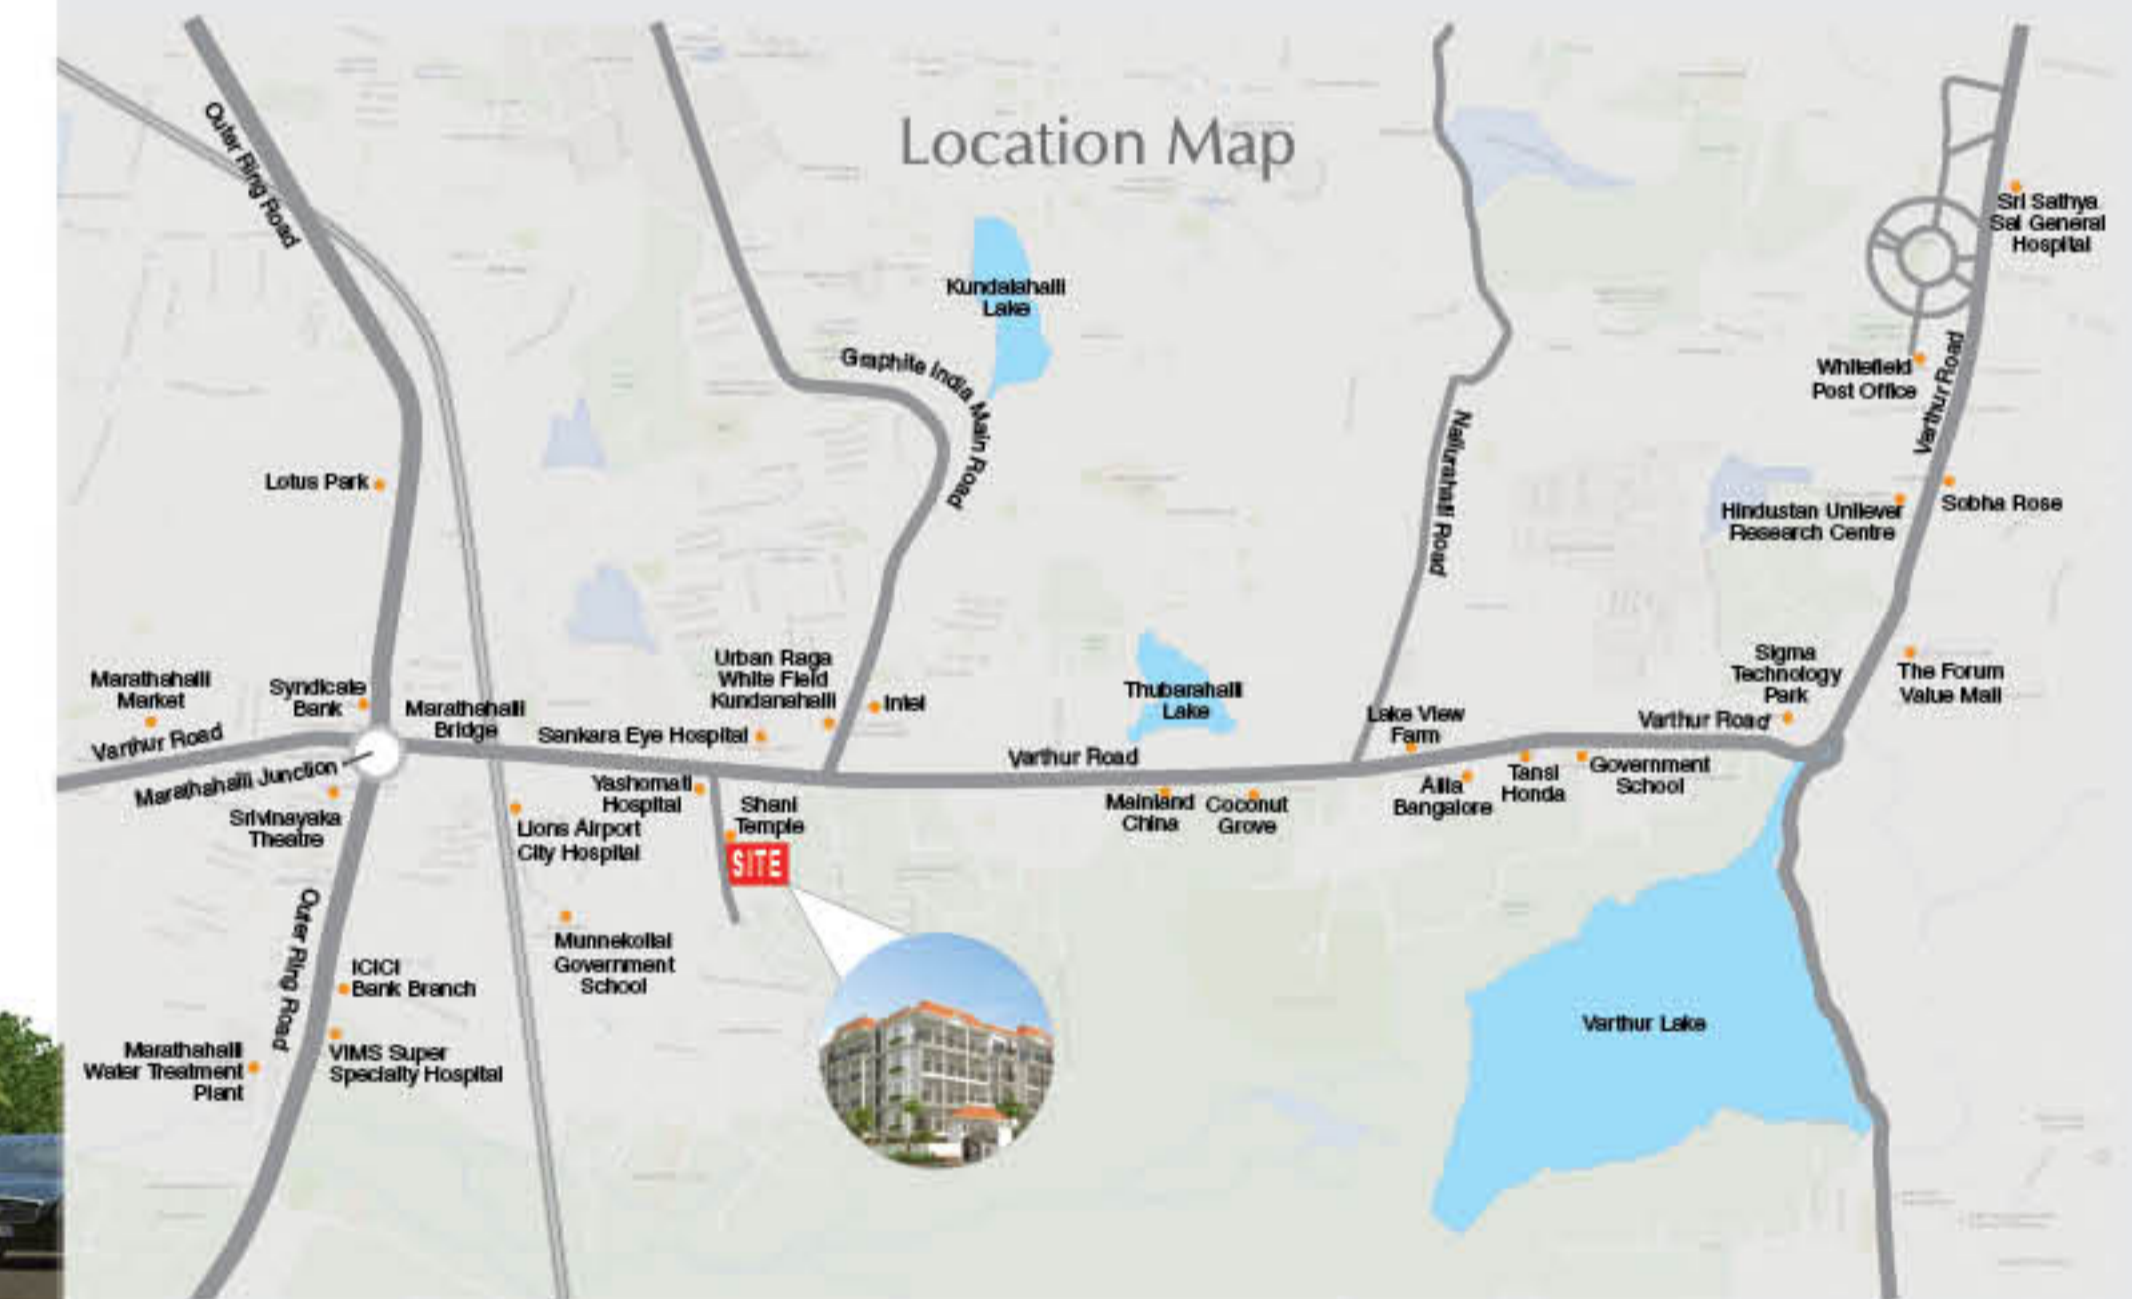 Location Map
Outer Ring Road
Kundalahalli
Lake
Graphite India Main Road
Nallurahalli Road
Sri Sathya
Sai General
Hospital
Whitefield
Post Office
Varthur Road
Lotus Park
Hindustan Unilever
Research Centre
Sobha Rose
Marathahalli
Market
Syndicate
Bank
Marathahalli
Bridge
Urban Raga
White Field
Kundanahalli
Intel
Sankara Eye Hospital
Thubarahalli
Lake
Lake View
Farm
Sigma
Technology
Park
The Forum
Value Mall
Varthur Road
Varthur Road
Varthur Road
Marathahalli Junction
Srivinayaka
Theatre
Yashomati
Hospital
Shani
Temple
SITE
Lions Airport
City Hospital
Mainland
China
Coconut
Grove
Alila
Bangalore
Tansi
Honda
Government
School
Outer Ring Road
Munnekollal
Government
School
ICICI
Bank Branch
VIMS Super
Specialty Hospital
Marathahalli
Water Treatment
Plant
Varthur Lake